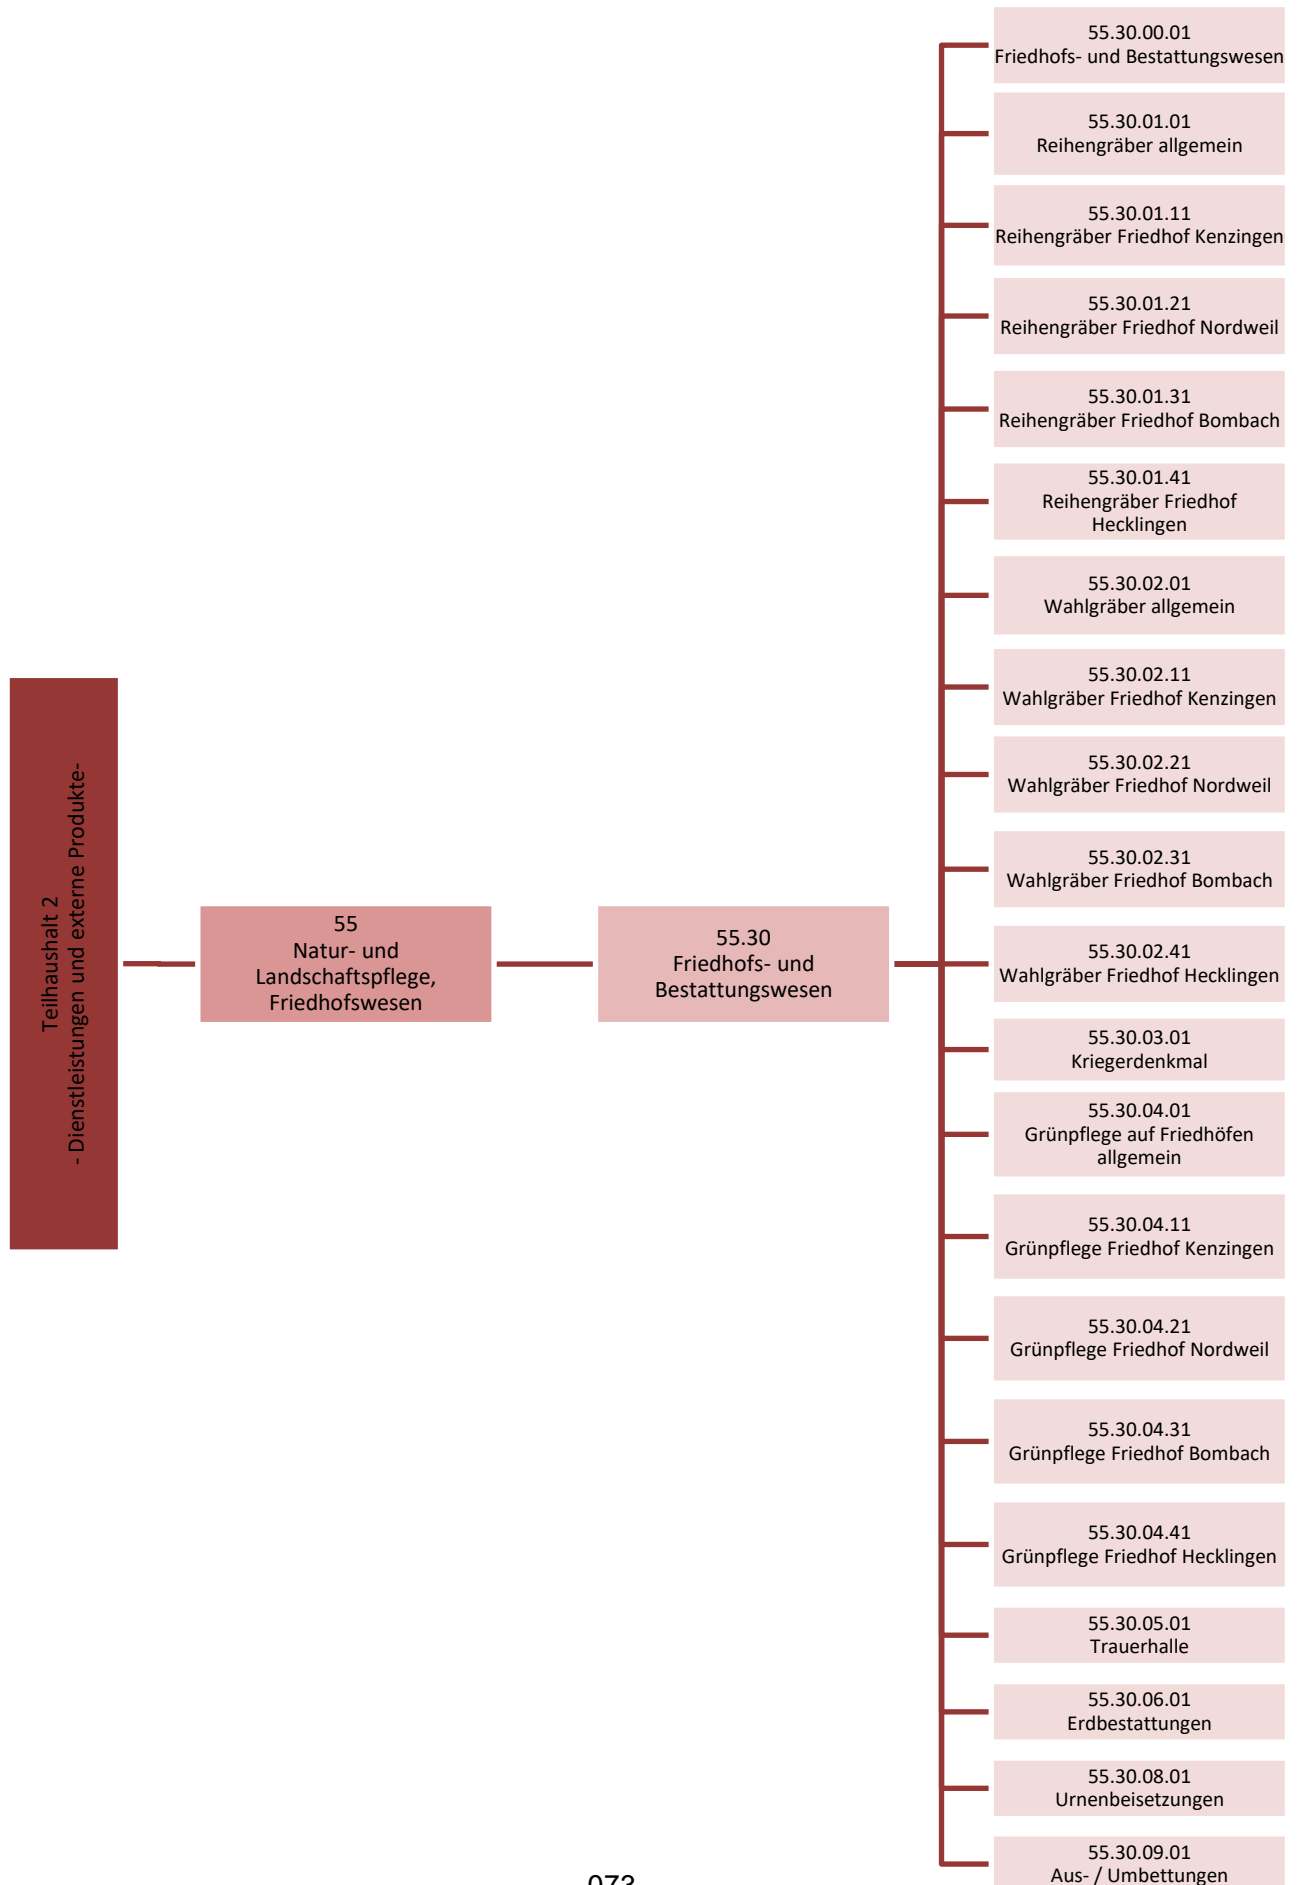 Teilhaushalt 2
- Dienstleistungen und externe Produkte-
55
Natur- und
Landschaftspflege,
Friedhofswesen
55.30
Friedhofs- und
Bestattungswesen
55.30.00.01
Friedhofs- und Bestattungswesen
55.30.01.01
Reihengräber allgemein
55.30.01.11
Reihengräber Friedhof Kenzingen
55.30.01.21
Reihengräber Friedhof Nordweil
55.30.01.31
Reihengräber Friedhof Bombach
55.30.01.41
Reihengräber Friedhof
Hecklingen
55.30.02.01
Wahlgräber allgemein
55.30.02.11
Wahlgräber Friedhof Kenzingen
55.30.02.21
Wahlgräber Friedhof Nordweil
55.30.02.31
Wahlgräber Friedhof Bombach
55.30.02.41
Wahlgräber Friedhof Hecklingen
55.30.03.01
Kriegerdenkmal
55.30.04.01
Grünpflege auf Friedhöfen
allgemein
55.30.04.11
Grünpflege Friedhof Kenzingen
55.30.04.21
Grünpflege Friedhof Nordweil
55.30.04.31
Grünpflege Friedhof Bombach
55.30.04.41
Grünpflege Friedhof Hecklingen
55.30.05.01
Trauerhalle
55.30.06.01
Erdbestattungen
55.30.08.01
Urnenbeisetzungen
55.30.09.01
Aus- / Umbettungen
073